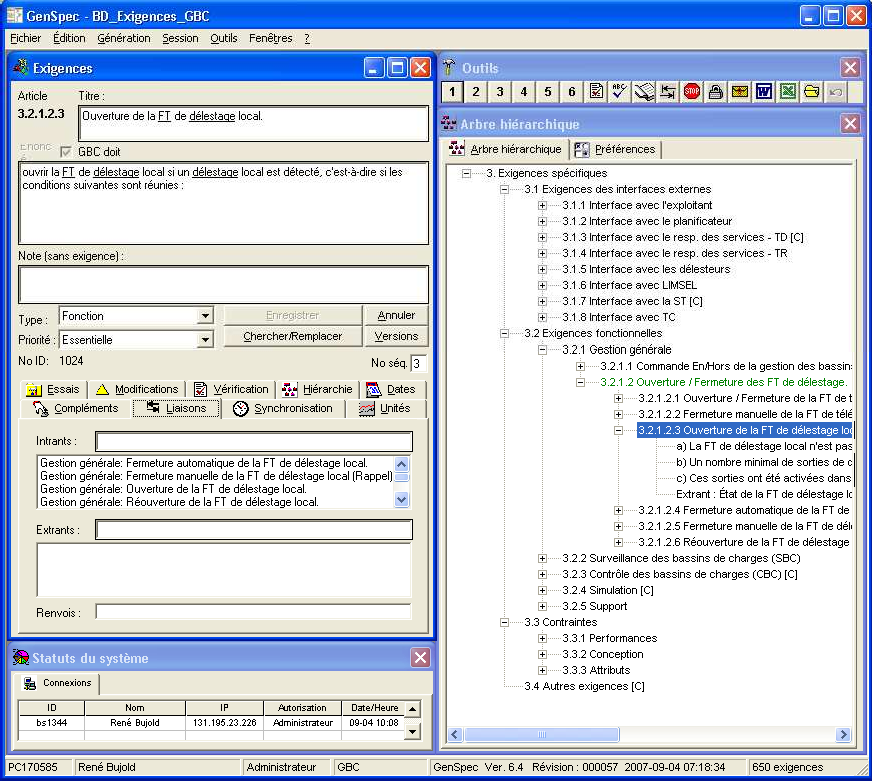 GenSpec - BD_Exigences_GBC
Fichier Édition Génération Session Outils Fenêtres ?
Exigences
Article Titre :
3.2.1.2.3 Ouverture de la FT de délestage local.
GBC doit
ouvrir la FT de délestage local si un délestage local est détecté, c'est-à-dire si les
conditions suivantes sont réunies :
Note (sans exigence) :
Type : Fonction Enregistrer Annuler
Priorité : Essentielle Chercher/Remplacer Versions
No ID: 1024 No séq. 3
Essais Modifications Vérification Hiérarchie Dates
Compléments Liaisons Synchronisation Unités
Intrants :
Gestion générale: Fermeture automatique de la FT de délestage local.
Gestion générale: Fermeture manuelle de la FT de délestage local (Rappel)
Gestion générale: Ouverture de la FT de délestage local.
Gestion générale: Réouverture de la FT de délestage local.
Extrants :
Renvois :
Statuts du système
Connexions
ID Nom IP Autorisation Date/Heure
bs1344 René Bujold 131.195.23.226 Administrateur 09-04 10:08
Outils
1 2 3 4 5 6 ABC STOP W X
Arbre hiérarchique
Arbre hiérarchique Préférences
3. Exigences spécifiques
3.1 Exigences des interfaces externes
3.1.1 Interface avec l'exploitant
3.1.2 Interface avec le planificateur
3.1.3 Interface avec le resp. des services - TD [C]
3.1.4 Interface avec le resp. des services - TR
3.1.5 Interface avec les délesteurs
3.1.6 Interface avec LIMSEL
3.1.7 Interface avec la ST [C]
3.1.8 Interface avec TC
3.2 Exigences fonctionnelles
3.2.1 Gestion générale
3.2.1.1 Commande En/Hors de la gestion des bassin
3.2.1.2 Ouverture / Fermeture des FT de délestage.
3.2.1.2.1 Ouverture / Fermeture de la FT de t
3.2.1.2.2 Fermeture manuelle de la FT de télé
3.2.1.2.3 Ouverture de la FT de délestage loc
a) La FT de délestage local n'est pas
b) Un nombre minimal de sorties de c
c) Ces sorties ont été activées dans
Extrant : État de la FT de délestage lo
3.2.1.2.4 Fermeture automatique de la FT de
3.2.1.2.5 Fermeture manuelle de la FT de dél
3.2.1.2.6 Réouverture de la FT de délestage
3.2.2 Surveillance des bassins de charges (SBC)
3.2.3 Contrôle des bassins de charges (CBC) [C]
3.2.4 Simulation [C]
3.2.5 Support
3.3 Contraintes
3.3.1 Performances
3.3.2 Conception
3.3.3 Attributs
3.4 Autres exigences [C]
PC170585 René Bujold Administrateur GBC GenSpec Ver. 6.4 Révision : 000057 2007-09-04 07:18:34 650 exigences